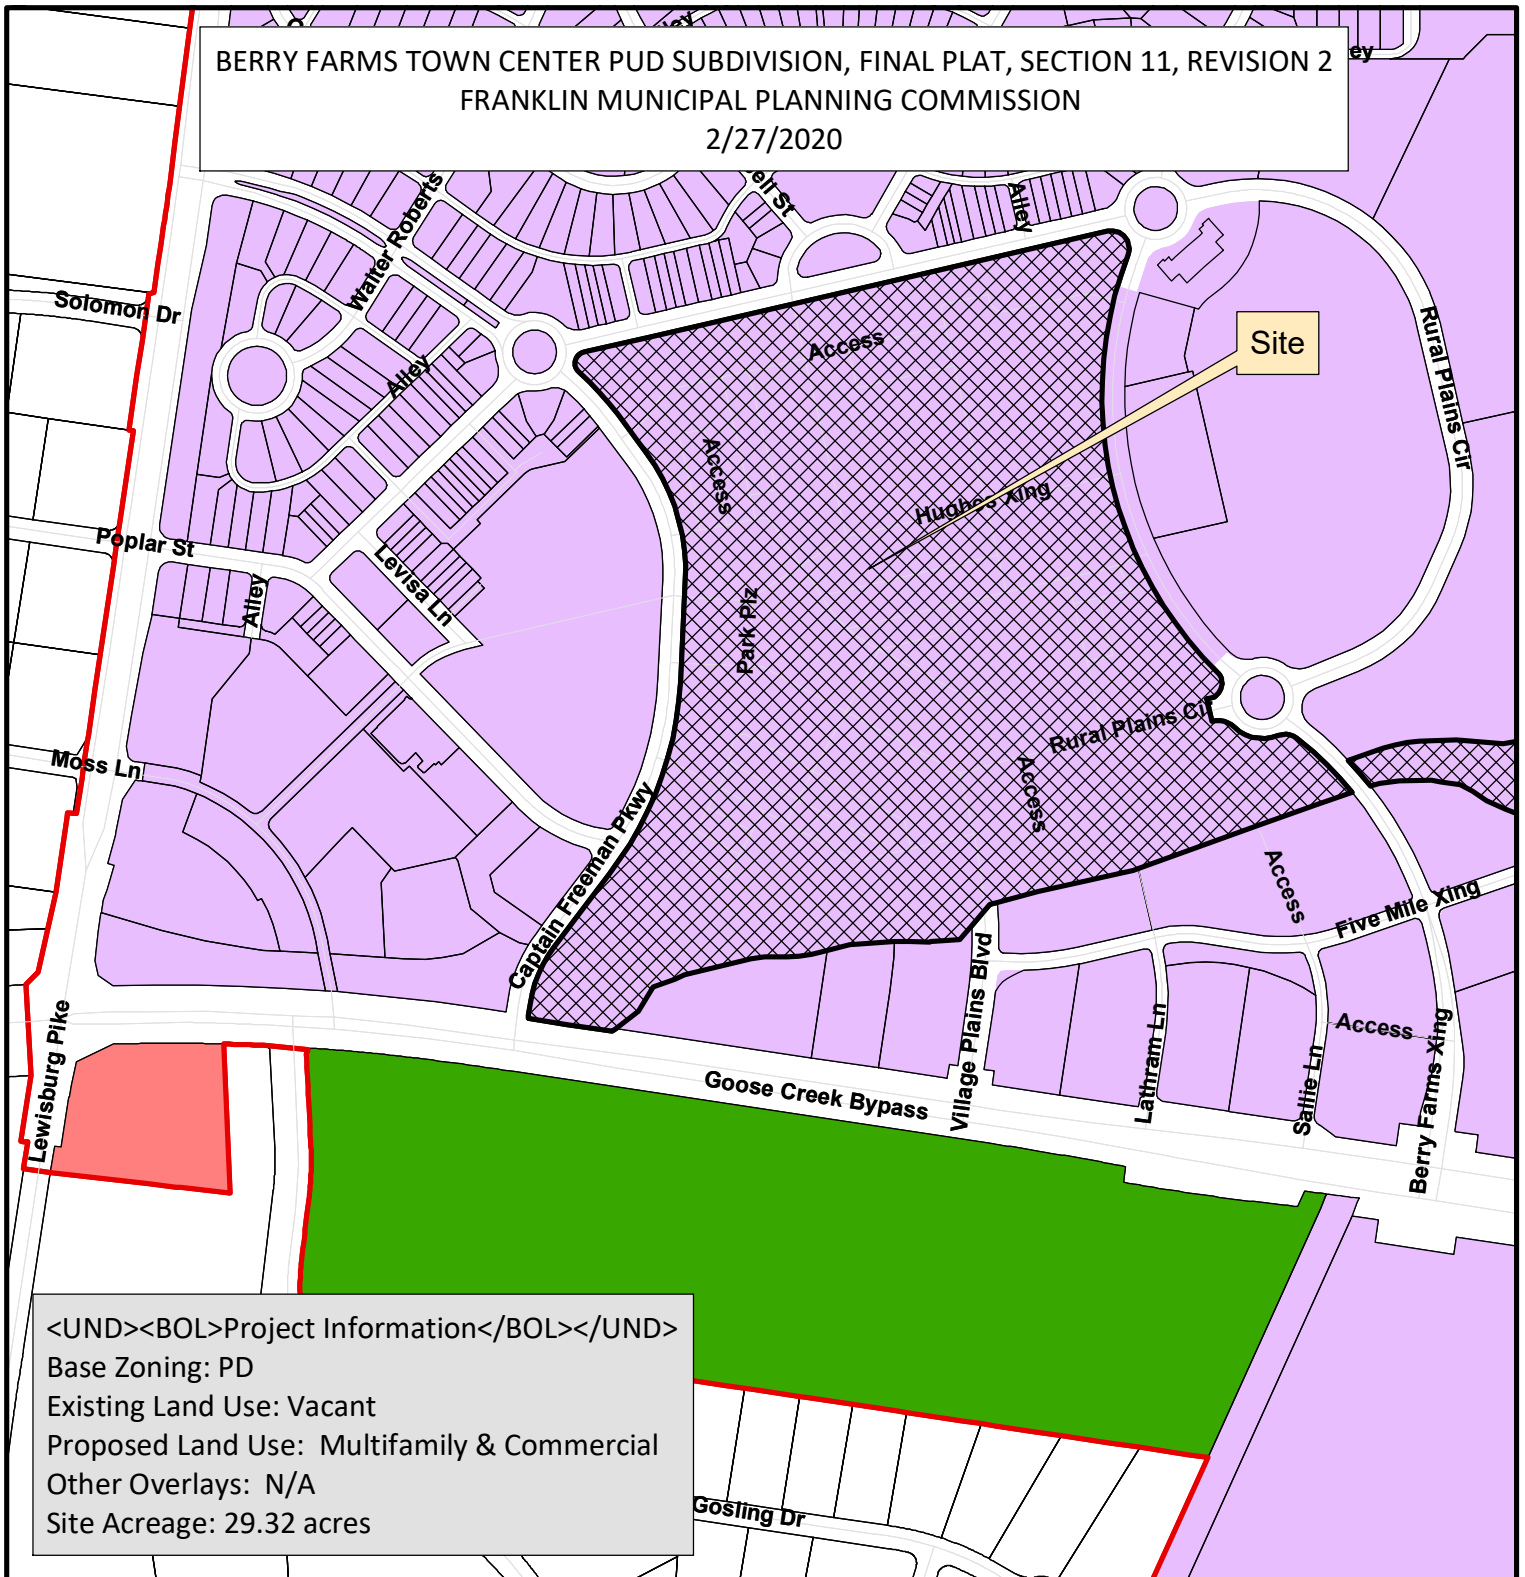 BERRY FARMS TOWN CENTER PUD SUBDIVISION, FINAL PLAT, SECTION 11, REVISION 2
FRANKLIN MUNICIPAL PLANNING COMMISSION
2/27/2020
ey
Walter Roberts
St
Alley
Solomon Dr
Access
Site
Rural Plains Cir
Alley
Access
Hughes Xing
Poplar St
Levisa Ln
Alley
Park Plz
Rural Plains Cir
Moss Ln
Access
Captain Freeman Pkwy
Access
Five Mile Xing
Village Plains Blvd
Lewisburg Pike
Lathram Ln
Sallie Ln
Access
Berry Farms Xing
Goose Creek Bypass
<UND><BOL>Project Information</BOL></UND>
Base Zoning: PD
Existing Land Use: Vacant
Proposed Land Use:  Multifamily & Commercial
Other Overlays:  N/A
Site Acreage: 29.32 acres
Gosling Dr